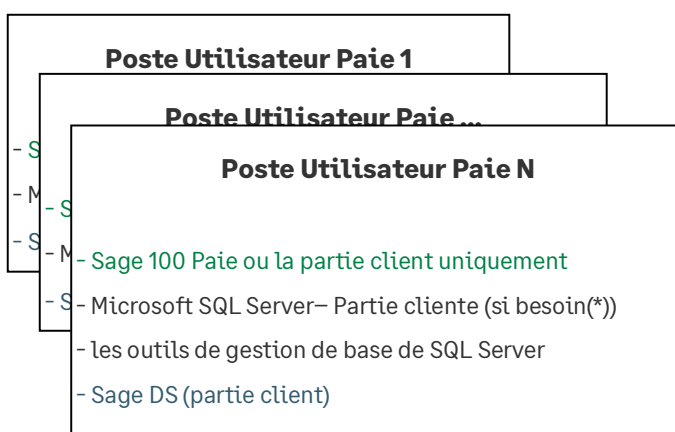 Poste Utilisateur Paie 1
Poste Utilisateur Paie ...
Poste Utilisateur Paie N
- S
- M
- S
- S
- M
- S
- Sage 100 Paie ou la partie client uniquement
- Microsoft SQL Server– Partie cliente (si besoin(*))
- les outils de gestion de base de SQL Server
- Sage DS (partie client)